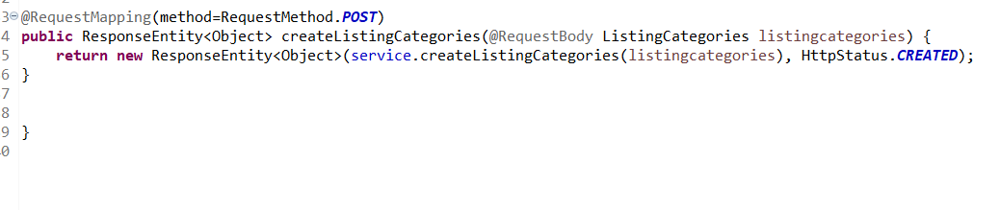 3 @RequestMapping(method=RequestMethod.POST)
4 public ResponseEntity<Object> createListingCategories(@RequestBody ListingCategories listingcategories) {
5 return new ResponseEntity<Object>(service.createListingCategories(listingcategories), HttpStatus.CREATED);
6 }
7
8
9 }
0